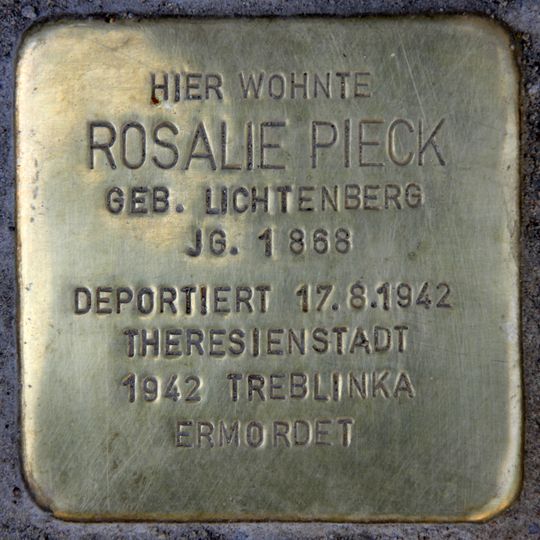 HIER WOHNTE
ROSALIE PIECK
GEB. LICHTENBERG
JG. 1868
DEPORTIERT 17.8.1942
THERESIENSTADT
1942 TREBLINKA
ERMORDET